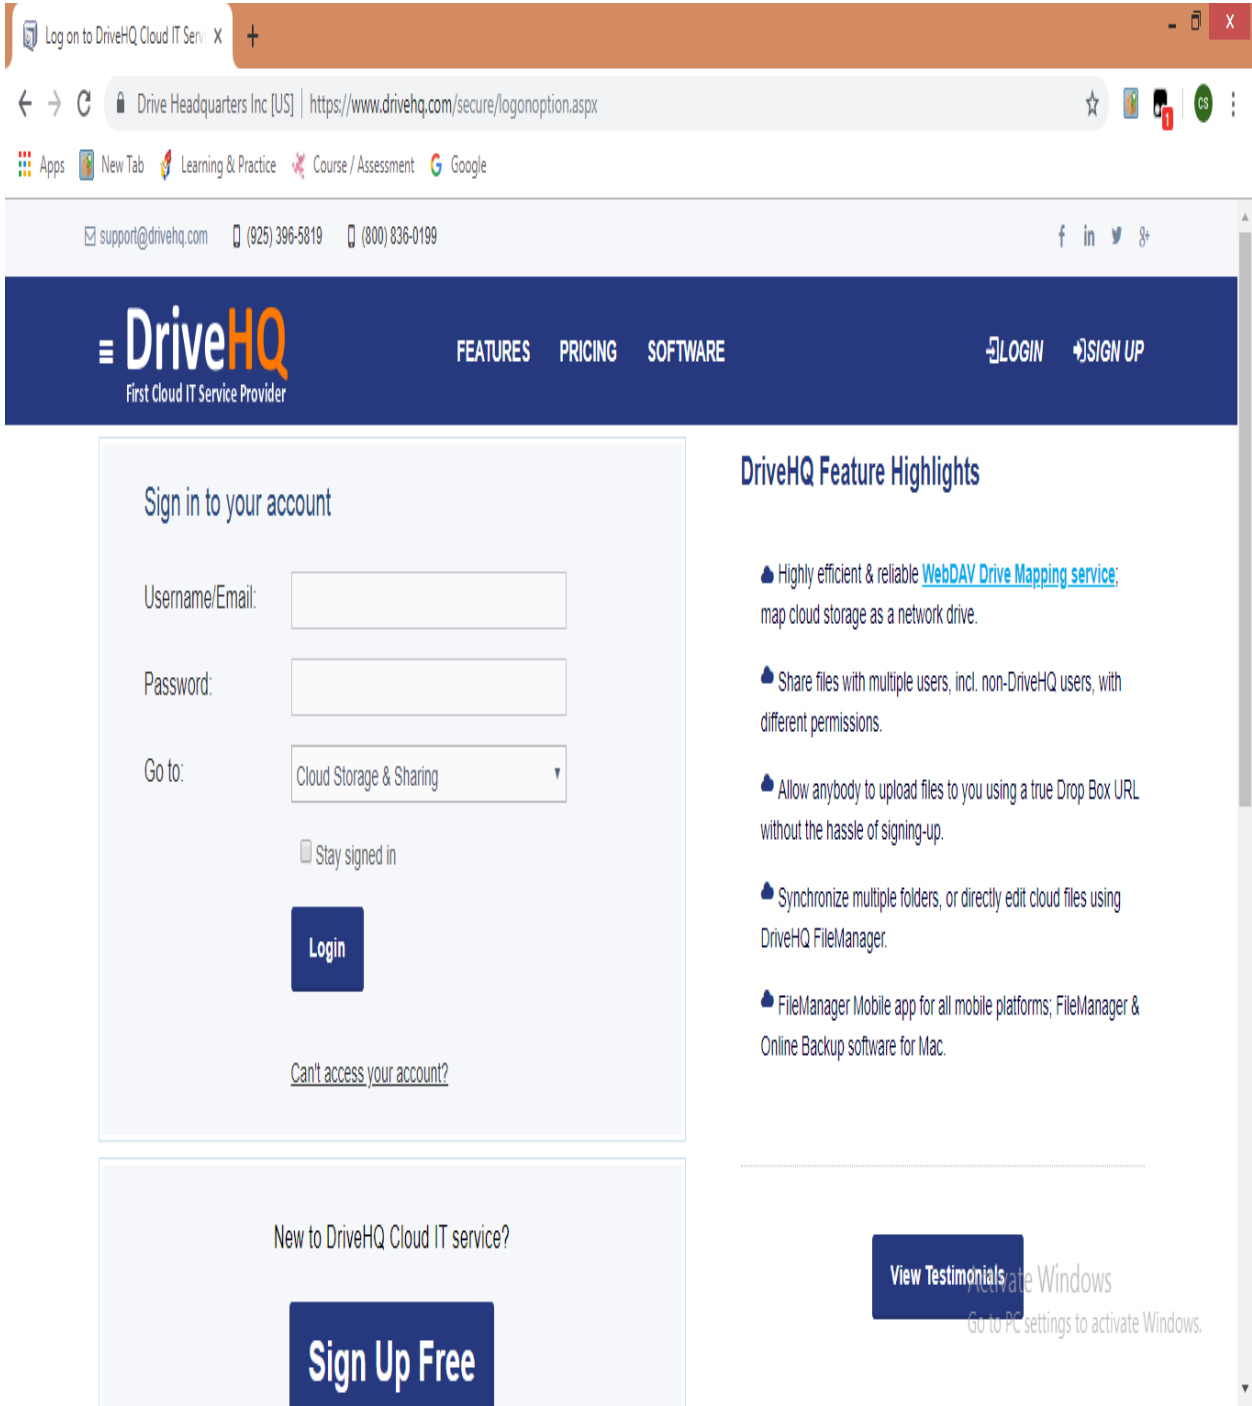 Log on to DriveHQ Cloud IT Serv
Drive Headquarters Inc [US] | https://www.drivehq.com/secure/logonoption.aspx
1
CS
Apps New Tab Learning & Practice Course / Assessment G Google
support@drivehq.com (925) 396-5819 (800) 836-0199
f in g+
DriveHQ
First Cloud IT Service Provider
FEATURES PRICING SOFTWARE
LOGIN SIGN UP
Sign in to your account
Username/Email:
Password:
Go to: Cloud Storage & Sharing
Stay signed in
Login
Can't access your account?
New to DriveHQ Cloud IT service?
Sign Up Free
DriveHQ Feature Highlights
Highly efficient & reliable WebDAV Drive Mapping service;
map cloud storage as a network drive.
Share files with multiple users, incl. non-DriveHQ users, with
different permissions.
Allow anybody to upload files to you using a true Drop Box URL
without the hassle of signing-up.
Synchronize multiple folders, or directly edit cloud files using
DriveHQ FileManager.
FileManager Mobile app for all mobile platforms; FileManager &
Online Backup software for Mac.
View Testimonials
Activate Windows
Go to PC settings to activate Windows.